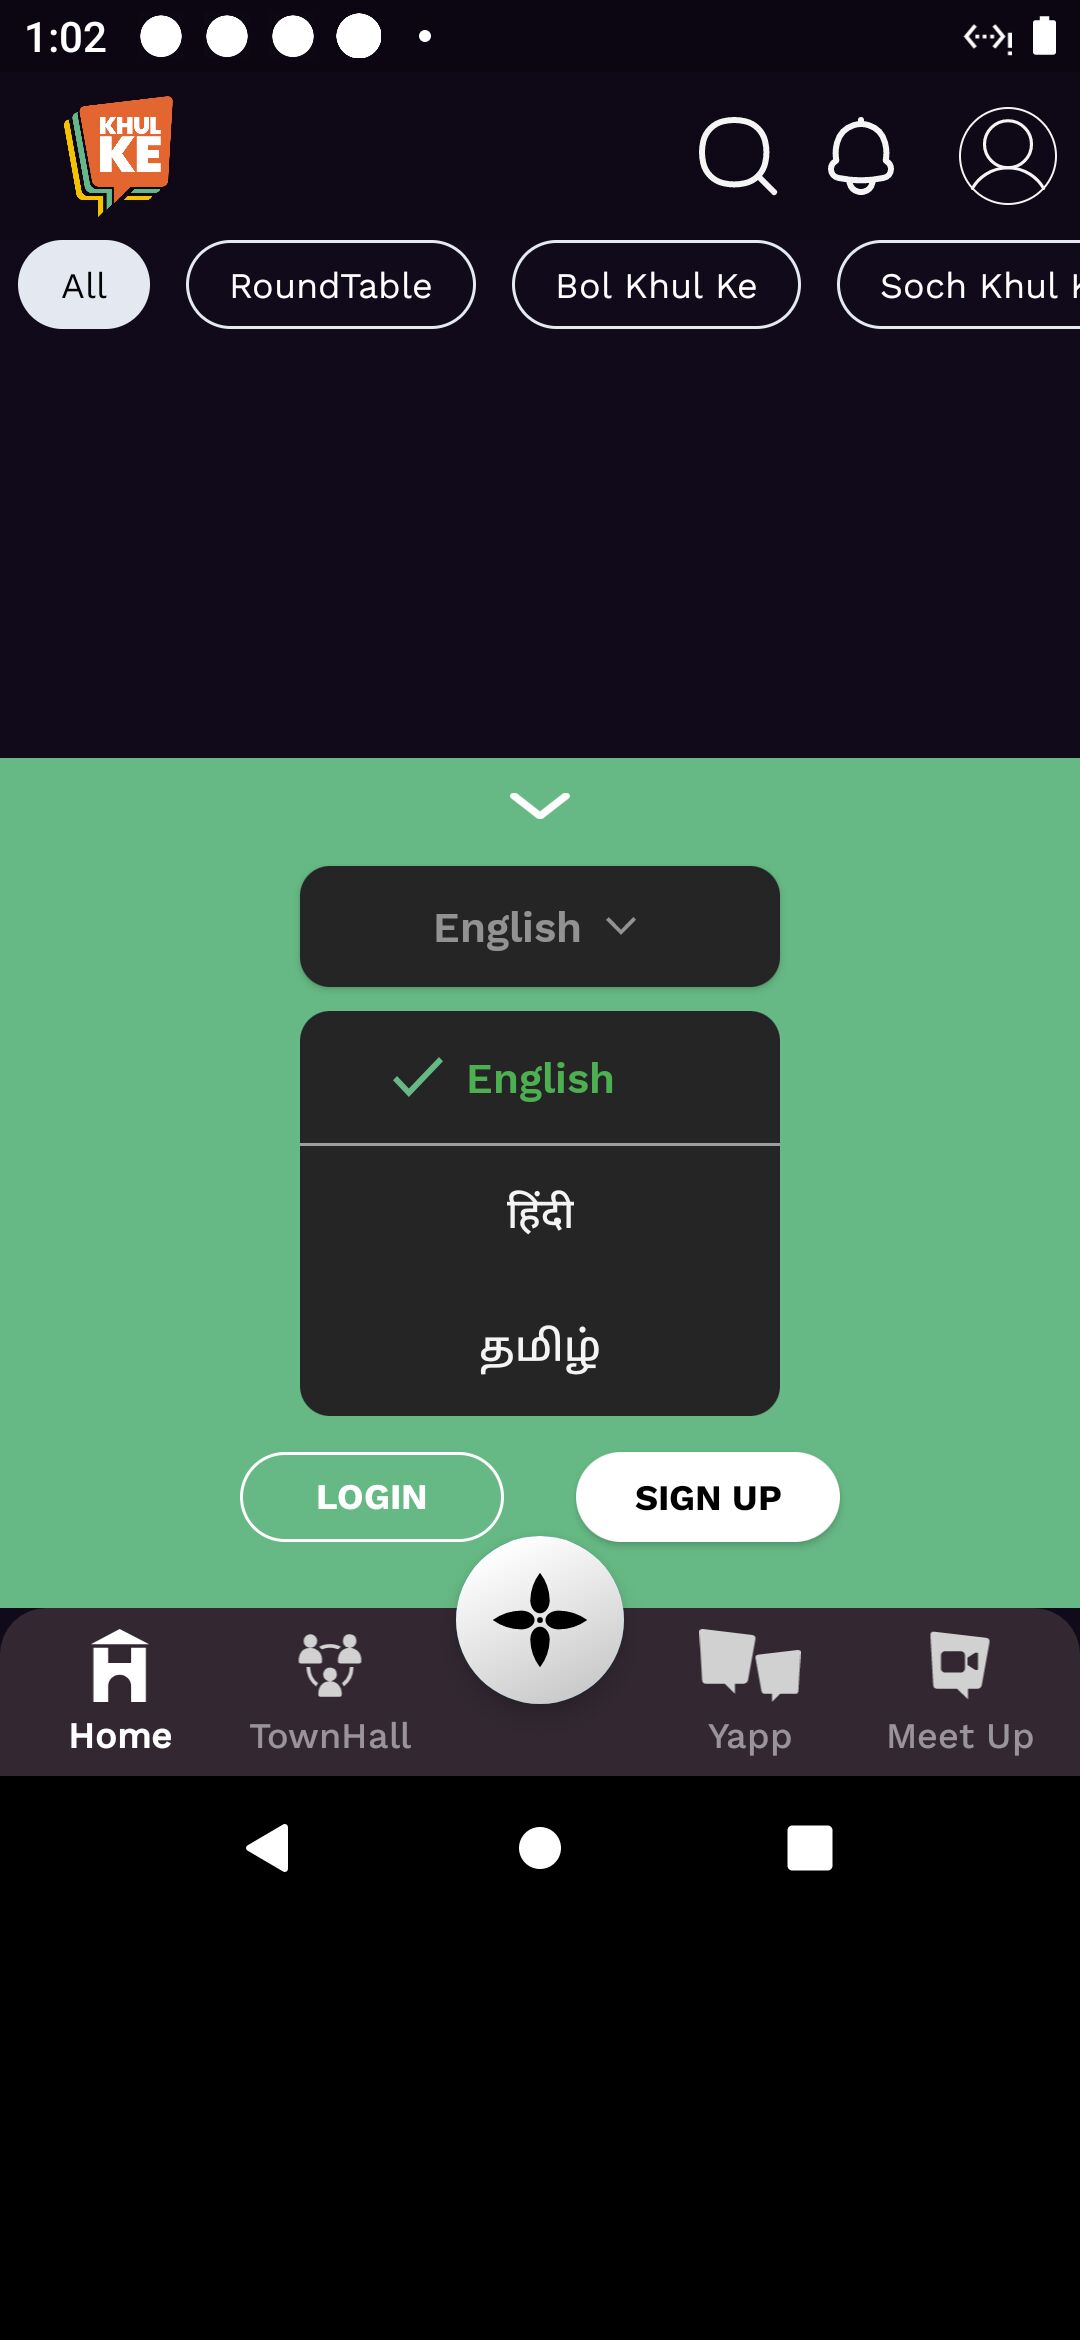 1:02
KHUL
KE
All
RoundTable
Bol Khul Ke
Soch Khul
English
English
हिंदी
தமிழ்
LOGIN
SIGN UP
Home
TownHall
Yapp
Meet Up